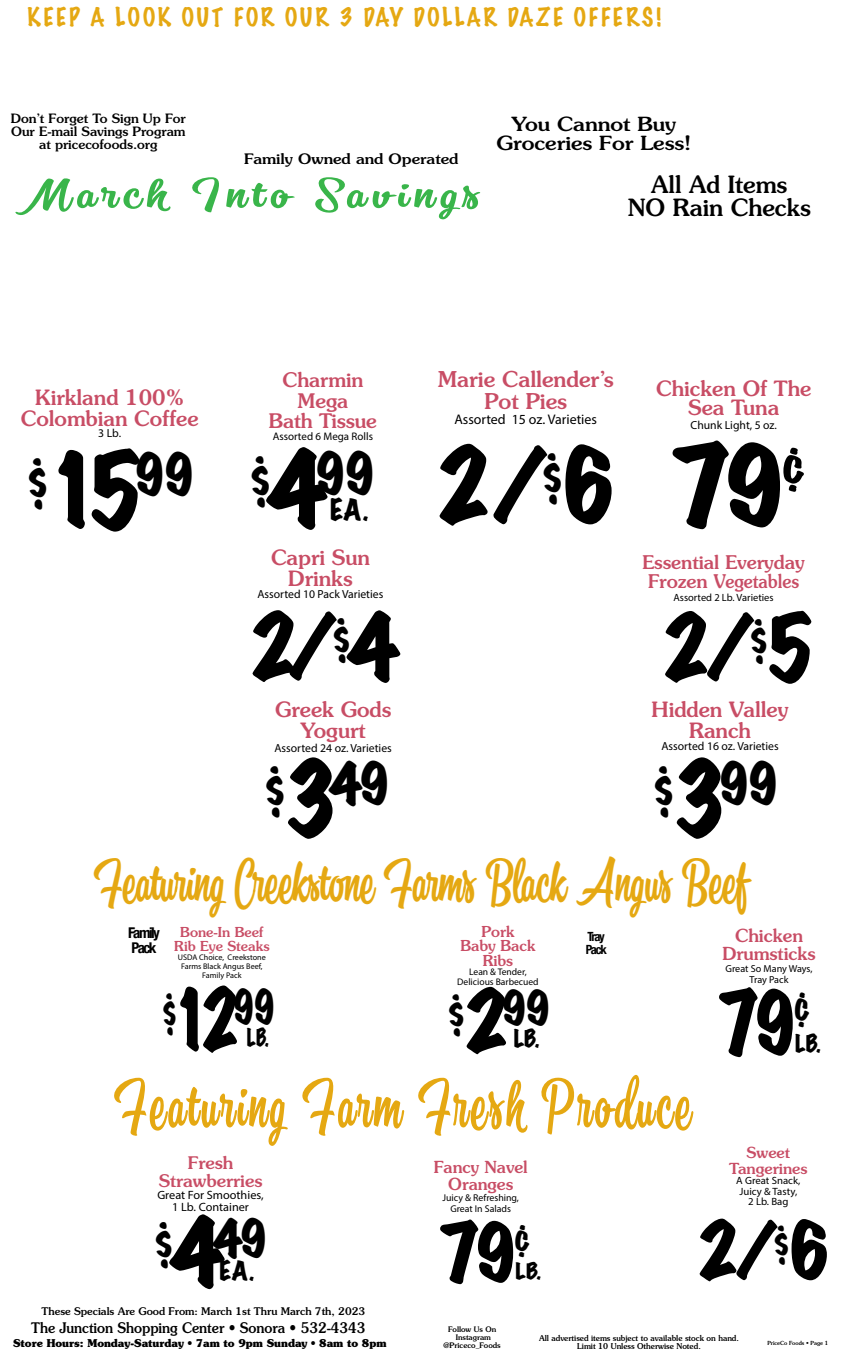 KEEP A LOOK OUT FOR OUR 3 DAY DOLLAR DAZE OFFERS!
Don't Forget To Sign Up For
Our E-mail Savings Program
at pricecofoods.org
Family Owned and Operated
You Cannot Buy
Groceries For Less!
March Into Savings
All Ad Items
NO Rain Checks
Kirkland 100%
Colombian Coffee
3 Lb.
$15 99
Charmin
Mega
Bath Tissue
Assorted 6 Mega Rolls
$4 99
EA.
Marie Callender's
Pot Pies
Assorted 15 oz. Varieties
2/$6
Chicken Of The
Sea Tuna
Chunk Light, 5 oz.
79¢
Capri Sun
Drinks
Assorted 10 Pack Varieties
2/$4
Essential Everyday
Frozen Vegetables
Assorted 2 Lb. Varieties
2/$5
Greek Gods
Yogurt
Assorted 24 oz. Varieties
$3 49
Hidden Valley
Ranch
Assorted 16 oz. Varieties
$3 99
Featuring Creekstone Farms Black Angus Beef
Family
Pack
Bone-In Beef
Rib Eye Steaks
USDA Choice, Creekstone
Farms Black Angus Beef,
Family Pack
$12 99
LB.
Pork
Baby Back
Ribs
Lean & Tender,
Delicious Barbecued
$2 99
LB.
Tray
Pack
Chicken
Drumsticks
Great So Many Ways,
Tray Pack
79¢
LB.
Featuring Farm Fresh Produce
Fresh
Strawberries
Great For Smoothies,
1 Lb. Container
$4 49
EA.
Fancy Navel
Oranges
Juicy & Refreshing,
Great In Salads
79¢
LB.
Sweet
Tangerines
A Great Snack,
Juicy & Tasty,
2 Lb. Bag
2/$6
These Specials Are Good From: March 1st Thru March 7th, 2023
The Junction Shopping Center • Sonora • 532-4343
Store Hours: Monday-Saturday • 7am to 9pm Sunday • 8am to 8pm
Follow Us On
Instagram
@Priceco_Foods
All advertised items subject to available stock on hand.
Limit 10 Unless Otherwise Noted.
PriceCo Foods • Page 1